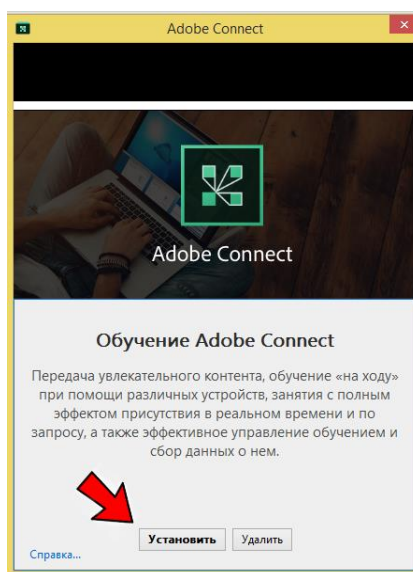 Adobe Connect
Adobe Connect
Обучение Adobe Connect
Передача увлекательного контента, обучение «на ходу»
при помощи различных устройств, занятия с полным
эффектом присутствия в реальном времени и по
запросу, а также эффективное управление обучением и
сбор данных о нем.
Установить Удалить
Справка...